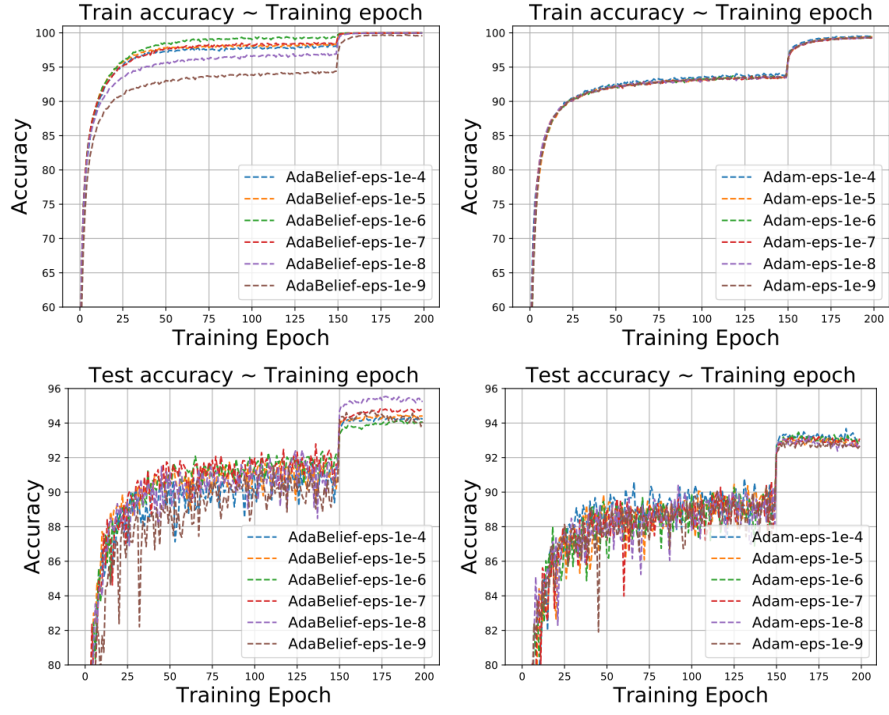 Train accuracy ~ Training epoch
100
95
90
85
80
75
70
65
60
Accuracy
AdaBelief-eps-1e-4
AdaBelief-eps-1e-5
AdaBelief-eps-1e-6
AdaBelief-eps-1e-7
AdaBelief-eps-1e-8
AdaBelief-eps-1e-9
0 25 50 75 100 125 150 175 200
Training Epoch
Train accuracy ~ Training epoch
100
95
90
85
80
75
70
65
60
Accuracy
Adam-eps-1e-4
Adam-eps-1e-5
Adam-eps-1e-6
Adam-eps-1e-7
Adam-eps-1e-8
Adam-eps-1e-9
0 25 50 75 100 125 150 175 200
Training Epoch
Test accuracy ~ Training epoch
96
94
92
90
88
86
84
82
80
Accuracy
AdaBelief-eps-1e-4
AdaBelief-eps-1e-5
AdaBelief-eps-1e-6
AdaBelief-eps-1e-7
AdaBelief-eps-1e-8
AdaBelief-eps-1e-9
0 25 50 75 100 125 150 175 200
Training Epoch
Test accuracy ~ Training epoch
96
94
92
90
88
86
84
82
80
Accuracy
Adam-eps-1e-4
Adam-eps-1e-5
Adam-eps-1e-6
Adam-eps-1e-7
Adam-eps-1e-8
Adam-eps-1e-9
0 25 50 75 100 125 150 175 200
Training Epoch